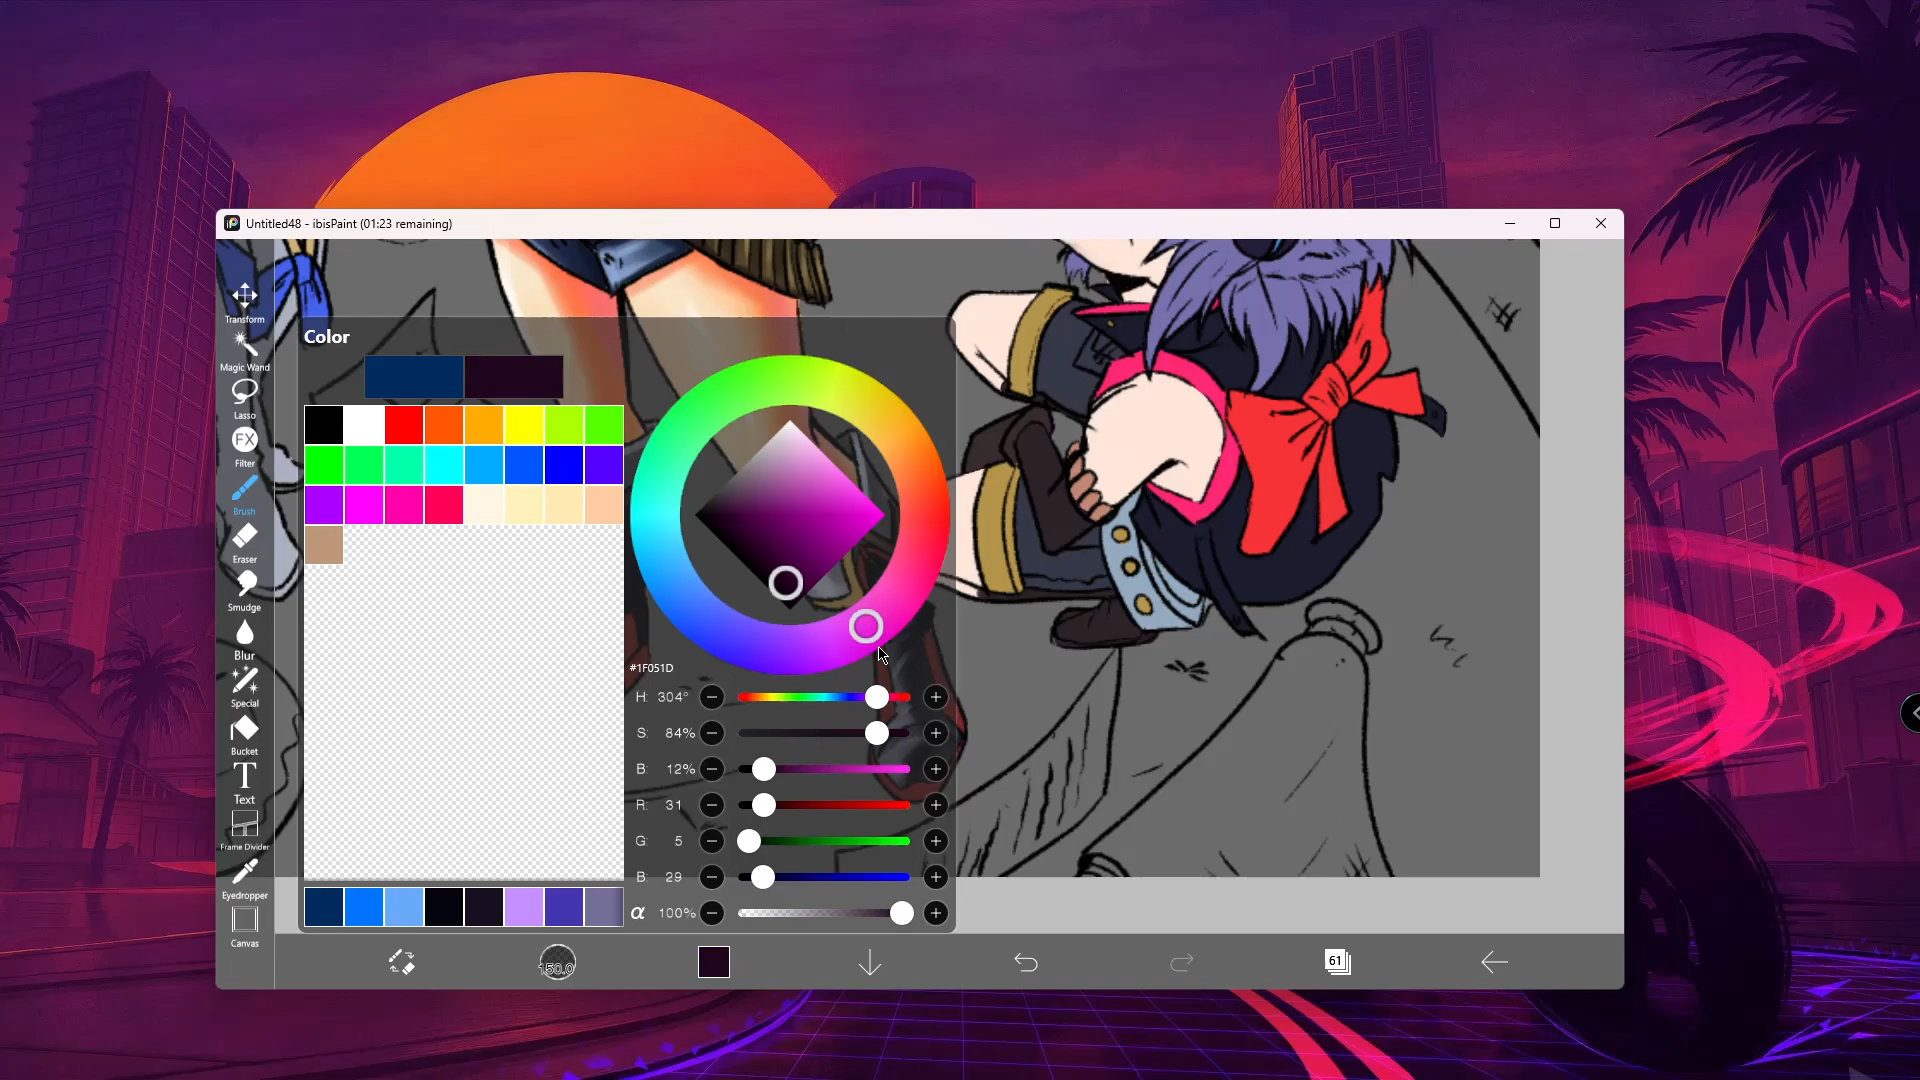 Untitled48 - ibisPaint (01:23 remaining)
Transform
Magic Wand
Lasso
FX
Filter
Brush
Eraser
Smudge
Blur
Special
Bucket
T
Text
Frame Divider
Eyedropper
Canvas
Color
#1F051D
H: 304°
S: 84%
B: 12%
R: 31
G: 5
B: 29
α 100%
150.0
61